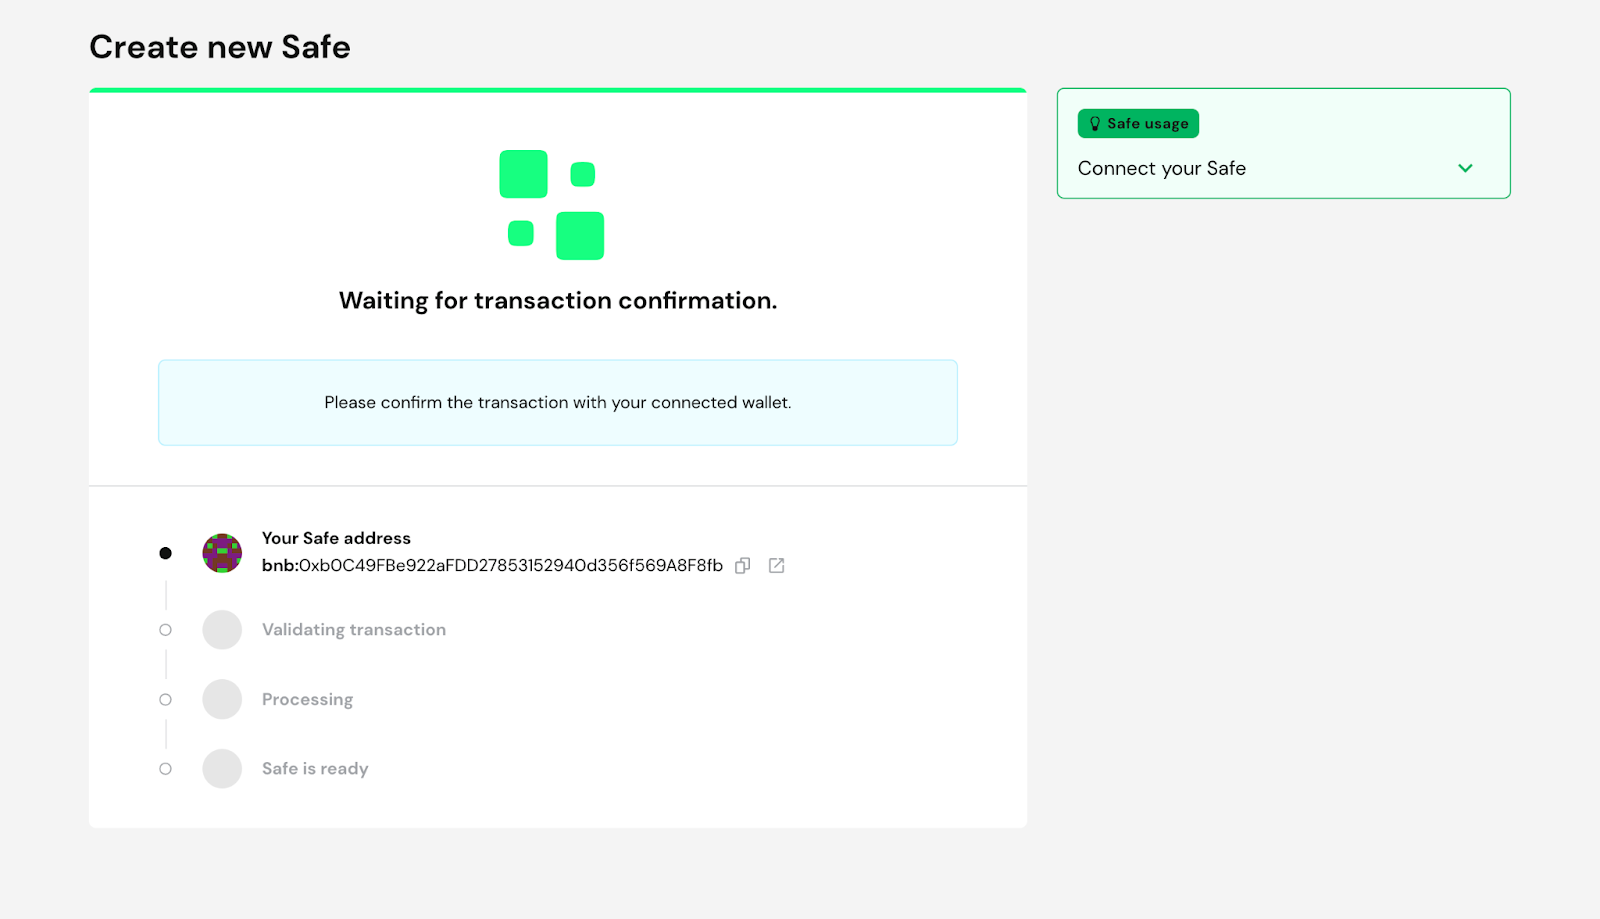 Create new Safe
Safe usage
Connect your Safe
Waiting for transaction confirmation.
Please confirm the transaction with your connected wallet.
Your Safe address
bnb:0xb0C49FBe922aFDD27853152940d356f569A8F8fb
Validating transaction
Processing
Safe is ready